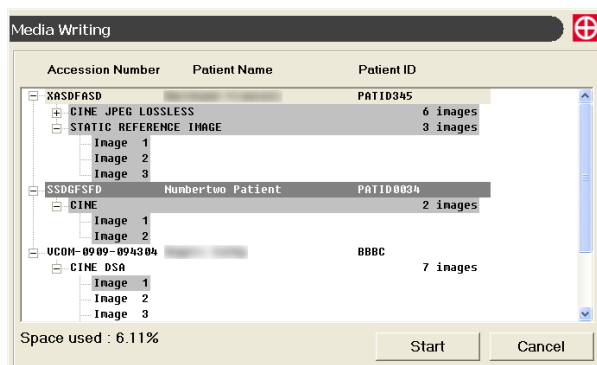 Media Writing
Accession Number Patient Name Patient ID
XASDFASD PATID345
CINE JPEG LOSSLESS 6 images
STATIC REFERENCE IMAGE 3 images
Image 1
Image 2
Image 3
SSDGFSFD Numbertwo Patient PATID0034
CINE 2 images
Image 1
Image 2
VCOM-0909-094304 BBBC
CINE DSA 7 images
Image 1
Image 2
Image 3
Space used : 6.11%
Start Cancel